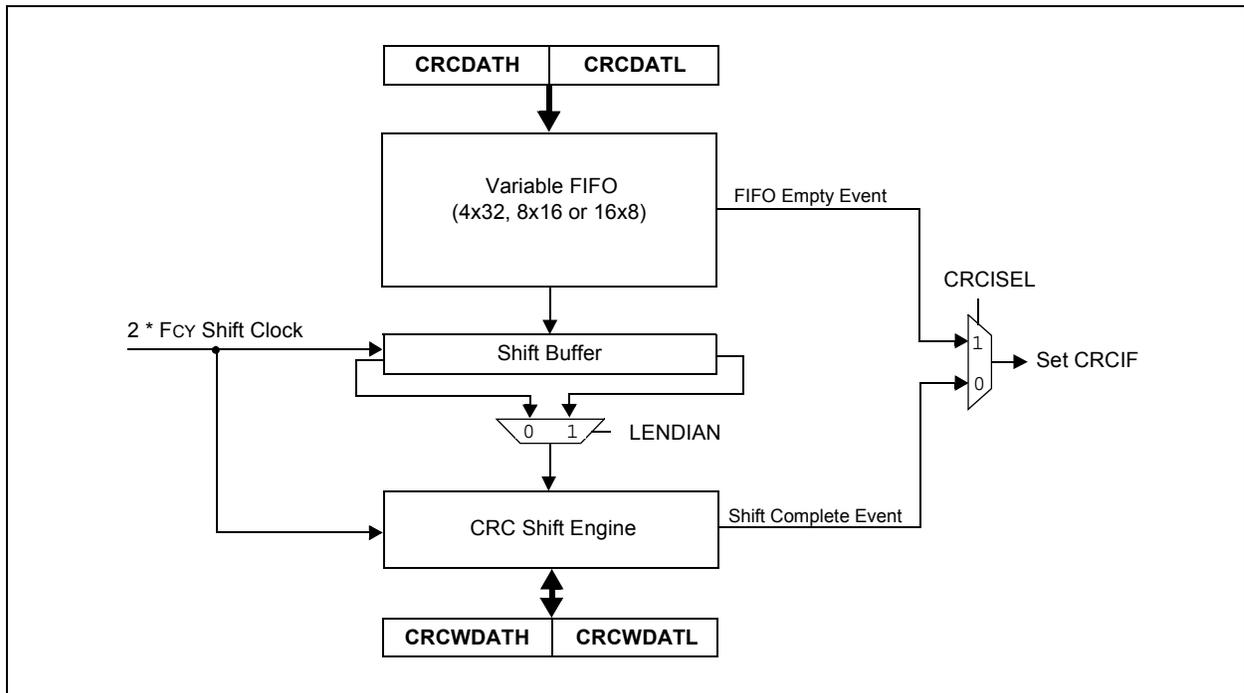 CRCDATH CRCDATL
Variable FIFO
(4x32, 8x16 or 16x8)
FIFO Empty Event
CRCISEL
2 * FCY Shift Clock
1
Shift Buffer
Set CRCIF
0
0 1
LENDIAN
CRC Shift Engine
Shift Complete Event
CRCWDATH CRCWDATL